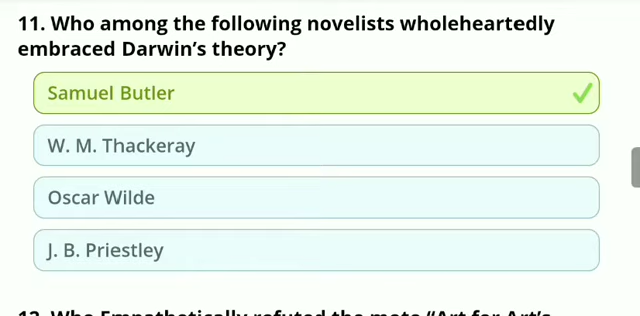 11. Who among the following novelists wholeheartedly
embraced Darwin's theory?
Samuel Butler
W. M. Thackeray
Oscar Wilde
J. B. Priestley
12. Who Empathetically refuted the moto "Art for Art's